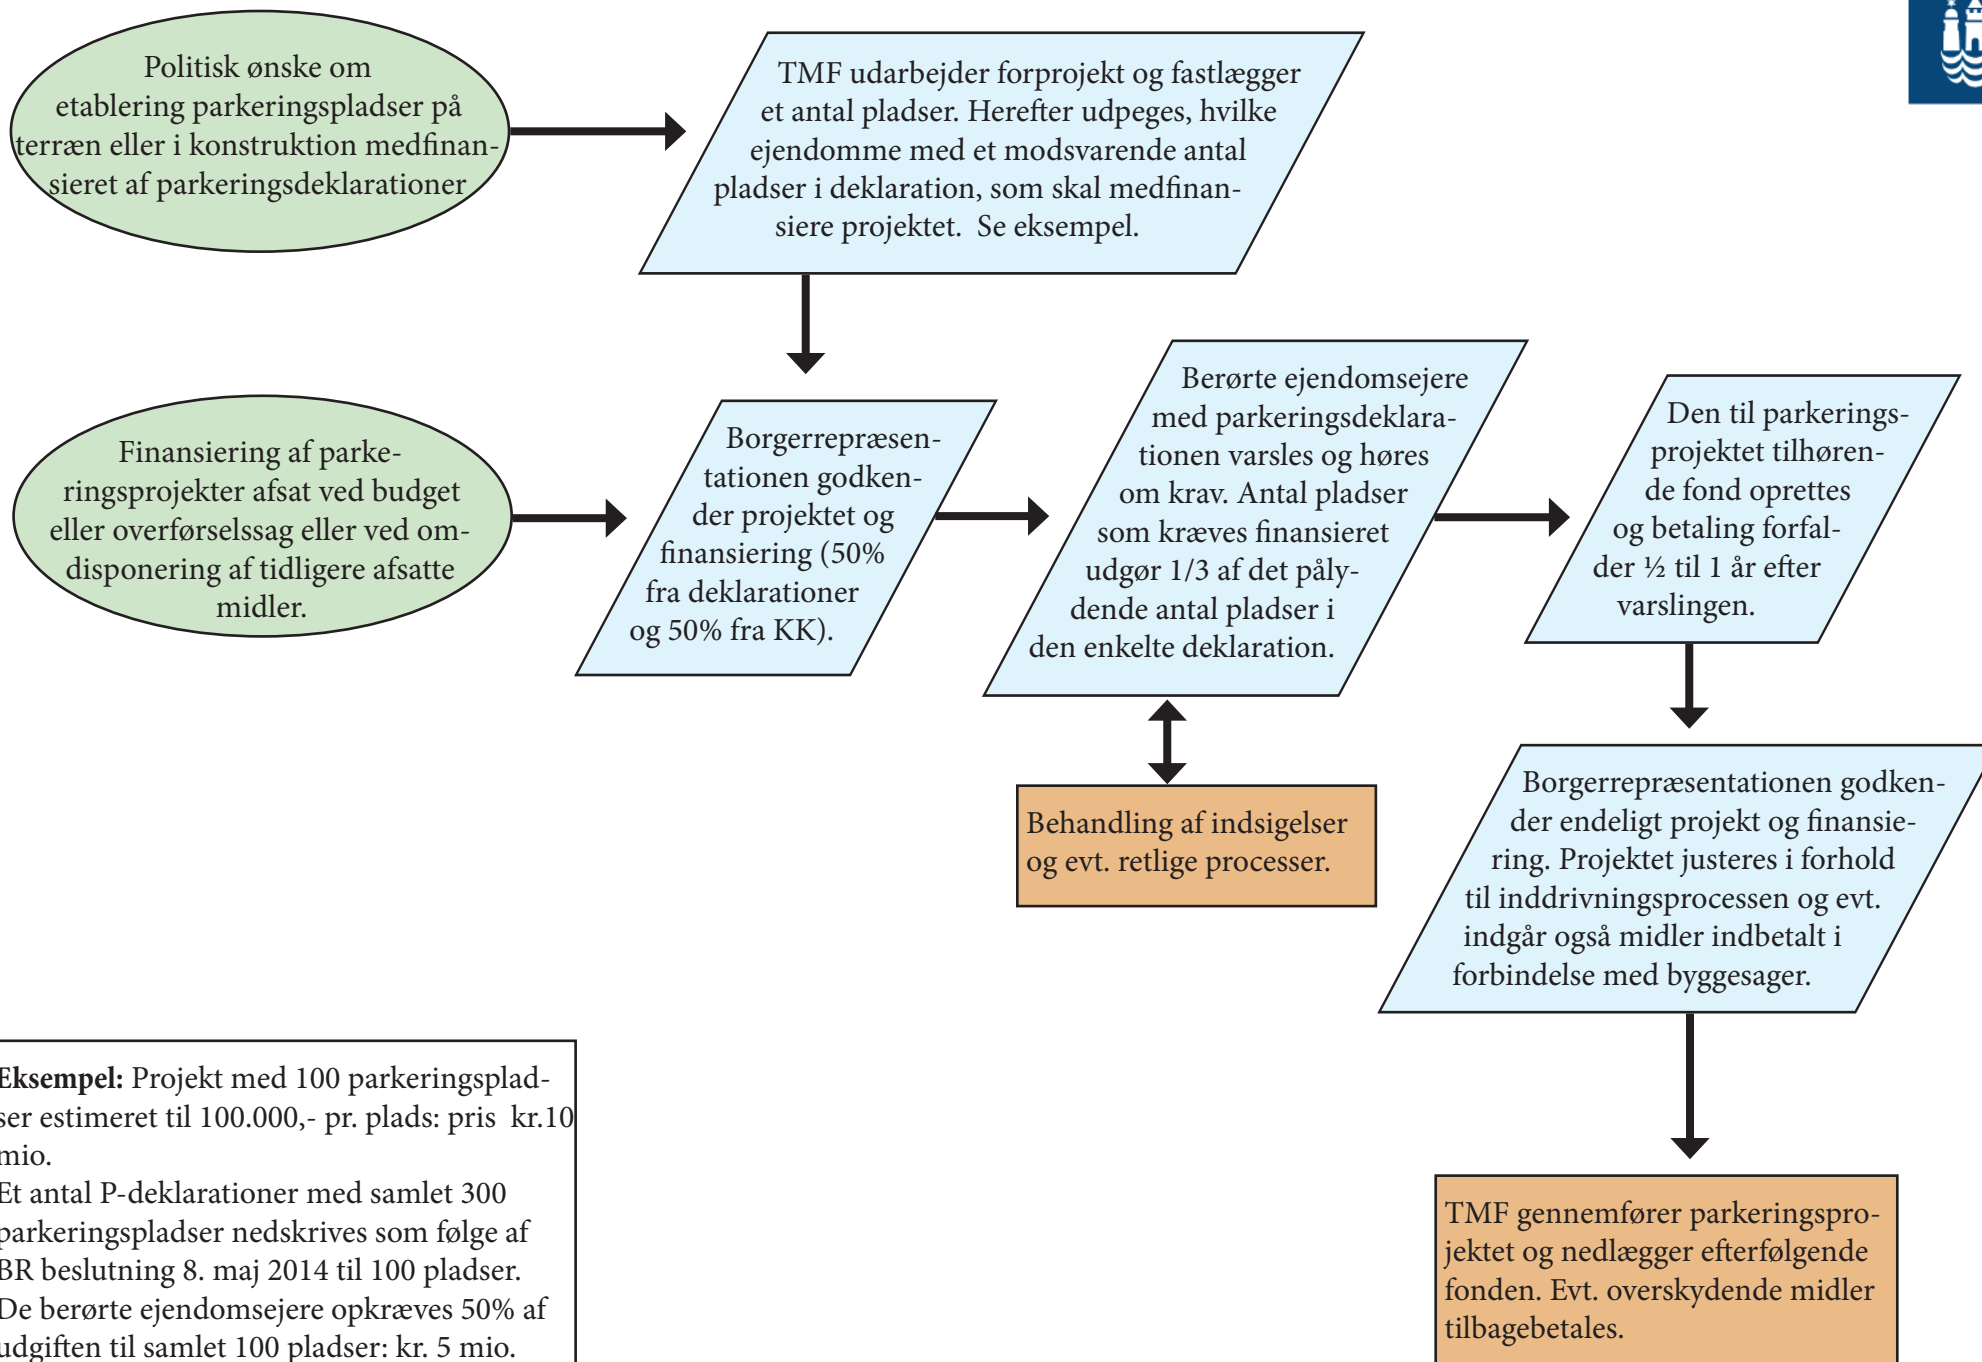 Politisk ønske om
etablering parkeringspladser på
terræn eller i konstruktion medfinan-
sieret af parkeringsdeklarationer
TMF udarbejder forprojekt og fastlægger
et antal pladser. Herefter udpeges, hvilke
ejendomme med et modsvarende antal
pladser i deklaration, som skal medfinan-
siere projektet. Se eksempel.
Finansiering af parke-
ringsprojekter afsat ved budget
eller overførselssag eller ved om-
disponering af tidligere afsatte
midler.
Borgerrepræsen-
tationen godken-
der projektet og
finansiering (50%
fra deklarationer
og 50% fra KK).
Berørte ejendomsejere
med parkeringsdeklara-
tionen varsles og høres
om krav. Antal pladser
som kræves finansieret
udgør 1/3 af det påly-
dende antal pladser i
den enkelte deklaration.
Den til parkerings-
projektet tilhøren-
de fond oprettes
og betaling forfal-
der ½ til 1 år efter
varslingen.
Behandling af indsigelser
og evt. retlige processer.
Borgerrepræsentationen godken-
der endeligt projekt og finansie-
ring. Projektet justeres i forhold
til inddrivningsprocessen og evt.
indgår også midler indbetalt i
forbindelse med byggesager.
Eksempel: Projekt med 100 parkeringsplad-
ser estimeret til 100.000,- pr. plads: pris kr.10
mio.
Et antal P-deklarationer med samlet 300
parkeringspladser nedskrives som følge af
BR beslutning 8. maj 2014 til 100 pladser.
De berørte ejendomsejere opkræves 50% af
udgiften til samlet 100 pladser: kr. 5 mio.
TMF gennemfører parkeringspro-
jektet og nedlægger efterfølgende
fonden. Evt. overskydende midler
tilbagebetales.